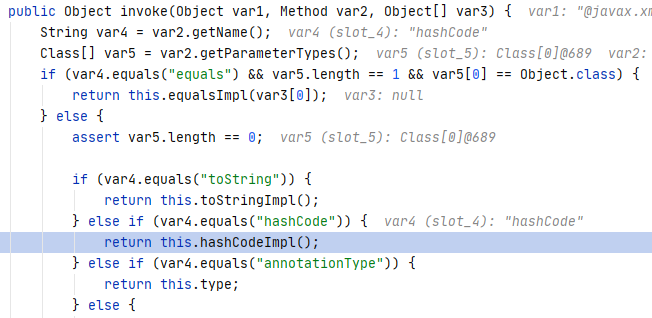 public Object invoke(Object var1, Method var2, Object[] var3) {  var1: "@javax.xm
String var4 = var2.getName();  var4 (slot_4): "hashCode"
Class[] var5 = var2.getParameterTypes();  var5 (slot_5): Class[0]@689  var2:
if (var4.equals("equals") && var5.length == 1 && var5[0] == Object.class) {
return this.equalsImpl(var3[0]);  var3: null
} else {
assert var5.length == 0;  var5 (slot_5): Class[0]@689
if (var4.equals("toString")) {
return this.toStringImpl();
} else if (var4.equals("hashCode")) {  var4 (slot_4): "hashCode"
return this.hashCodeImpl();
} else if (var4.equals("annotationType")) {
return this.type;
} else {